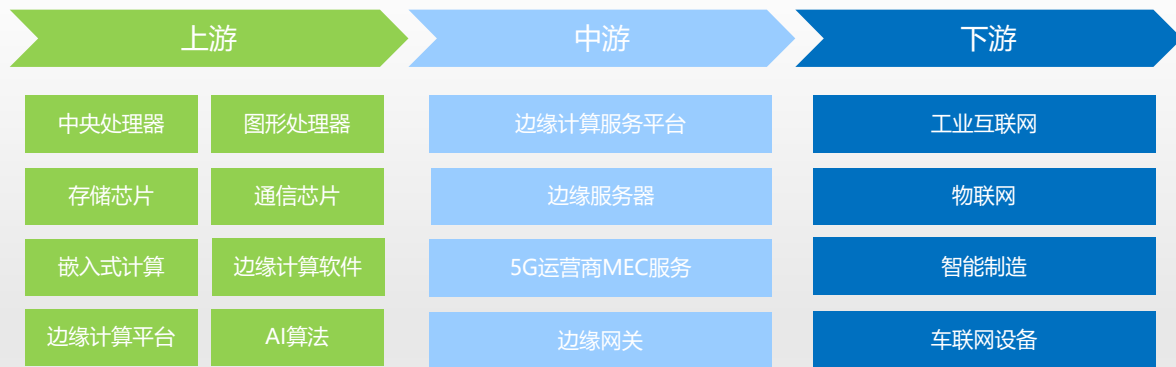 上游
中游
下游
中央处理器
图形处理器
边缘计算服务平台
工业互联网
存储芯片
通信芯片
边缘服务器
物联网
嵌入式计算
边缘计算软件
5G运营商MEC服务
智能制造
边缘计算平台
AI算法
边缘网关
车联网设备